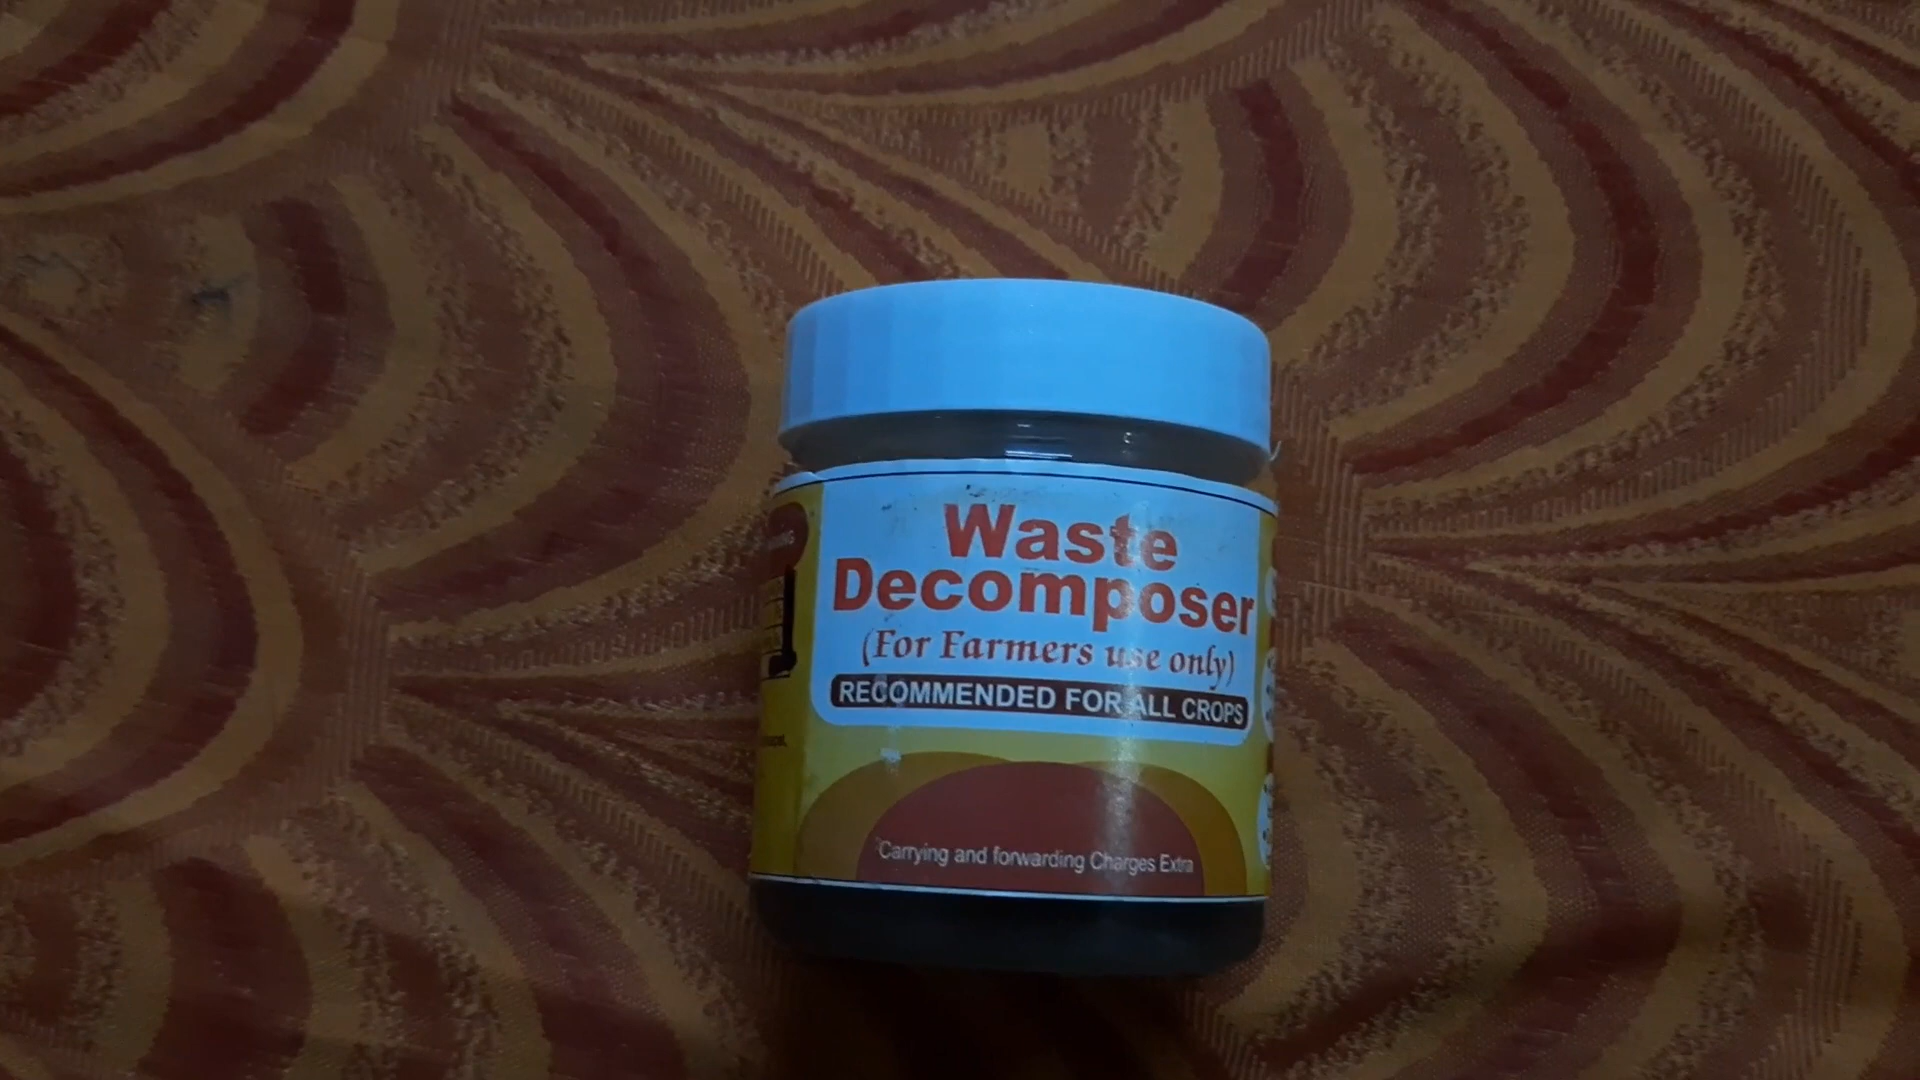 Waste
Decomposer
(For Farmers use only)
RECOMMENDED FOR ALL CROPS
*Carrying and forwarding Charges Extra